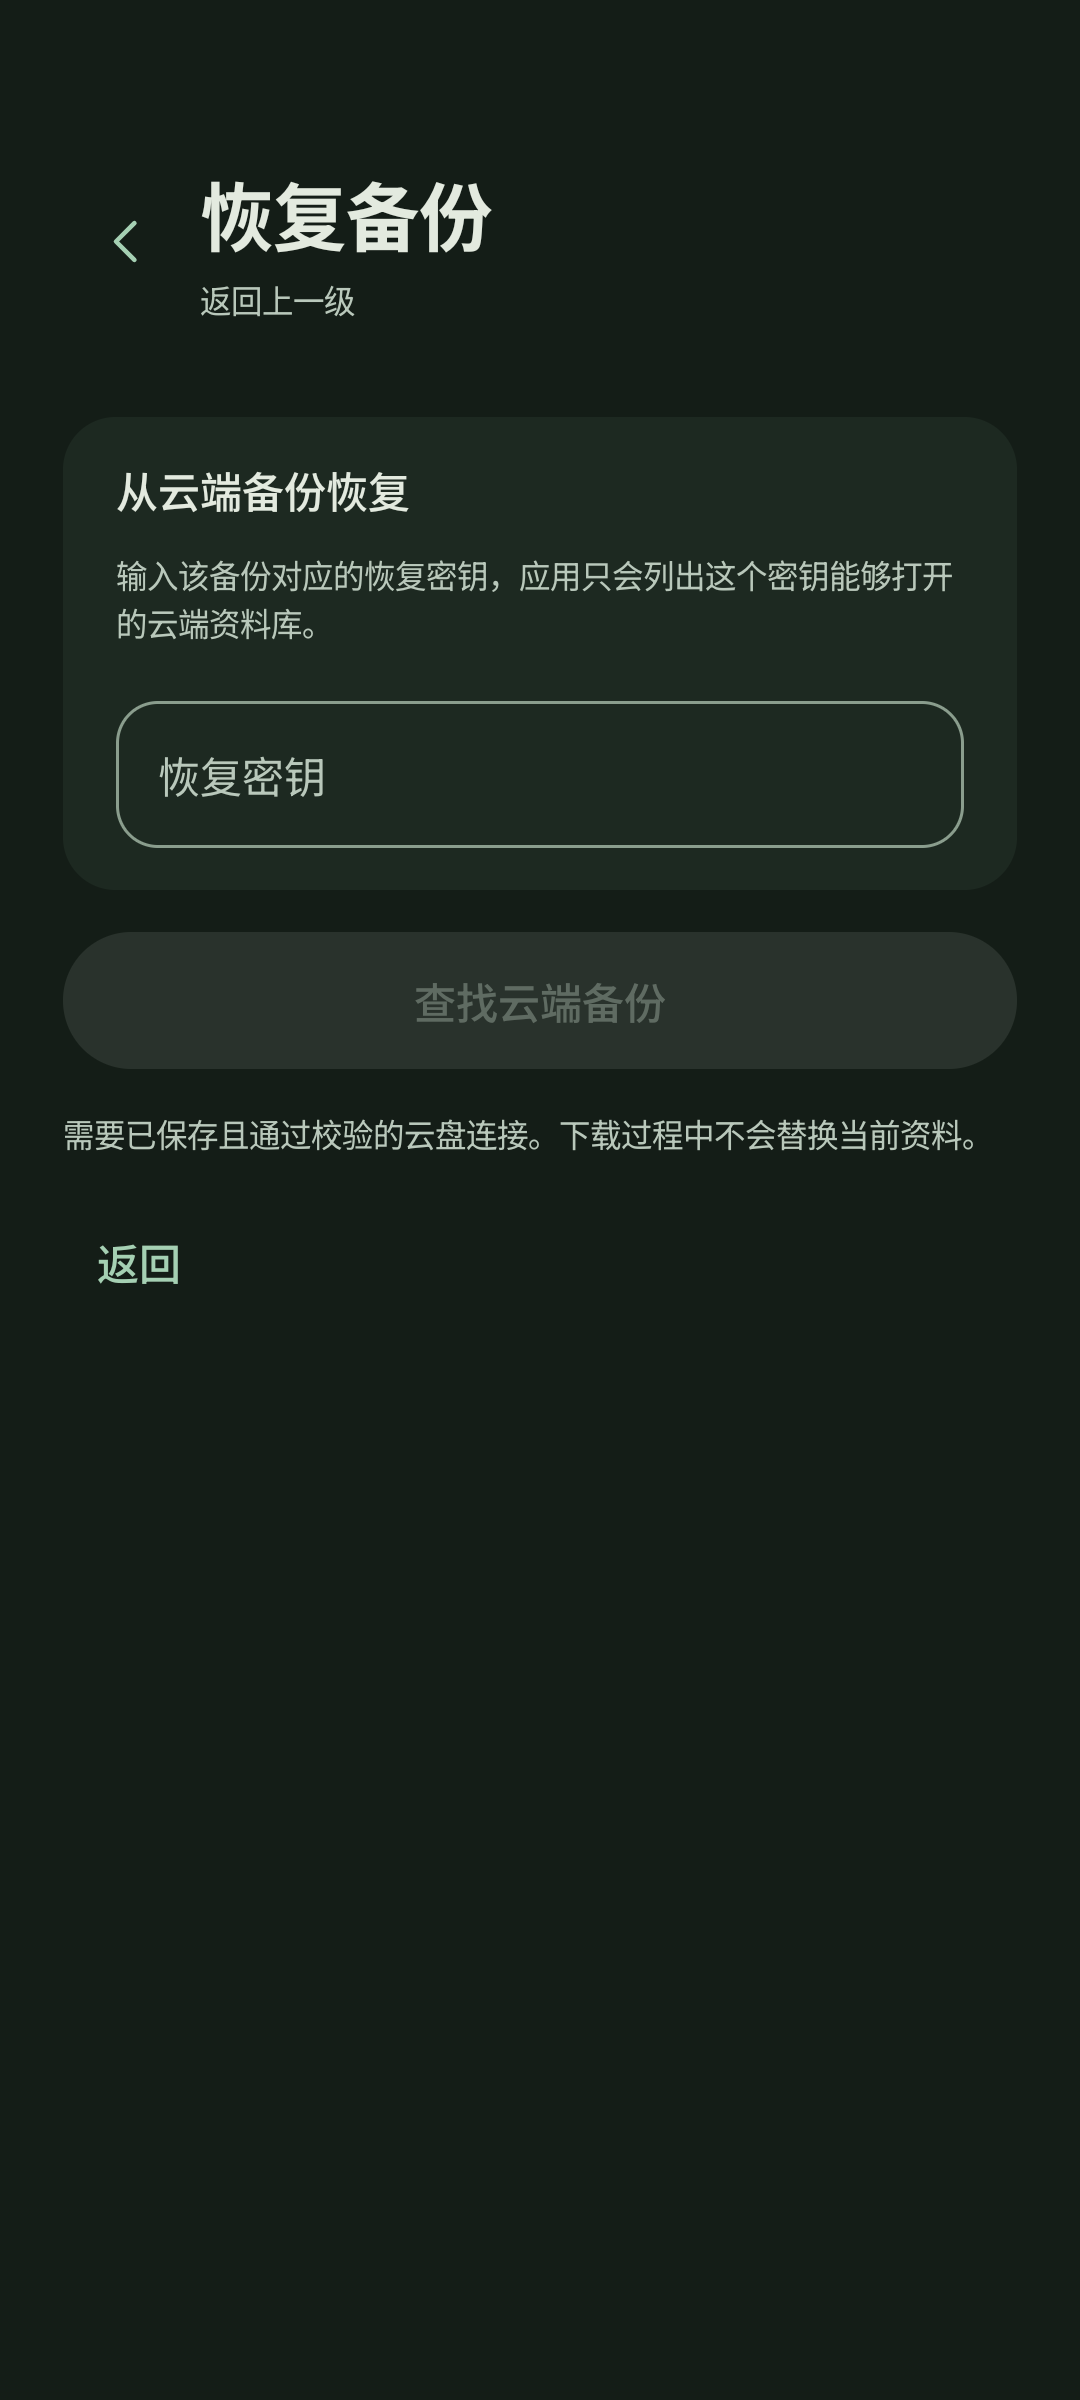 恢复备份
返回上一级
从云端备份恢复
输入该备份对应的恢复密钥，应用只会列出这个密钥能够打开
的云端资料库。
恢复密钥
查找云端备份
需要已保存且通过校验的云盘连接。下载过程中不会替换当前资料。
返回